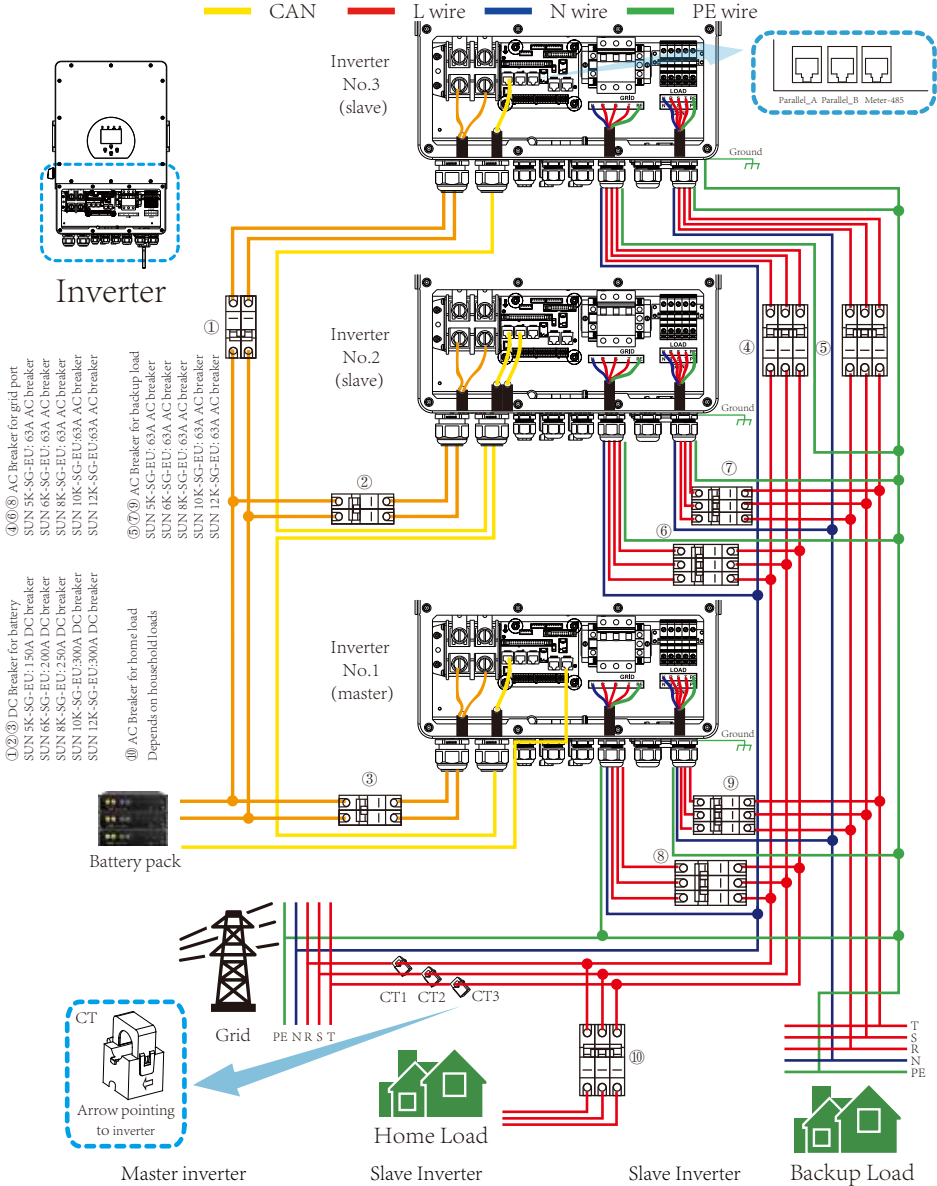 CAN L wire N wire PE wire
Inverter
No.3
(slave)
GRID
LOAD
Parallel_A Parallel_B Meter-485
Ground
Inverter
①
Inverter
No.2
(slave)
GRID
LOAD
④
⑤
Ground
②
⑦
⑥
④⑥⑧ AC Breaker for grid port
SUN 5K-SG-EU: 63A AC breaker
SUN 6K-SG-EU: 63A AC breaker
SUN 8K-SG-EU: 63A AC breaker
SUN 10K-SG-EU:63A AC breaker
SUN 12K-SG-EU:63A AC breaker
⑤⑦⑨ AC Breaker for backup load
SUN 5K-SG-EU: 63A AC breaker
SUN 6K-SG-EU: 63A AC breaker
SUN 8K-SG-EU: 63A AC breaker
SUN 10K-SG-EU: 63A AC breaker
SUN 12K-SG-EU: 63A AC breaker
①②③ DC Breaker for battery
SUN 5K-SG-EU: 150A DC breaker
SUN 6K-SG-EU: 200A DC breaker
SUN 8K-SG-EU: 250A DC breaker
SUN 10K-SG-EU:300A DC breaker
SUN 12K-SG-EU:300A DC breaker
⑩ AC Breaker for home load
Depends on household loads
Inverter
No.1
(master)
GRID
LOAD
Ground
③
⑨
⑧
Battery pack
Grid
PE N R S T
CT1 CT2 CT3
CT
Arrow pointing
to inverter
⑩
Home Load
T
S
R
N
PE
Backup Load
Master inverter Slave Inverter Slave Inverter